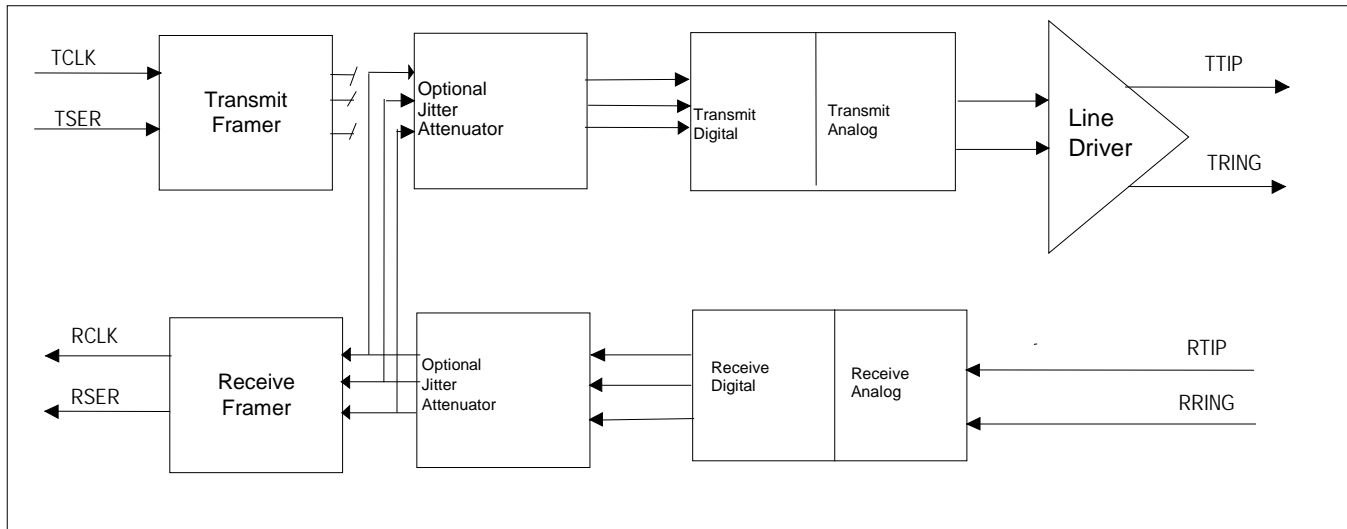 TCLK
TSER
Transmit
Framer
Optional
Jitter
Attenuator
Transmit
Digital
Transmit
Analog
Line
Driver
TTIP
TRING
RCLK
RSER
Receive
Framer
Optional
Jitter
Attenuator
Receive
Digital
Receive
Analog
RTIP
RRING